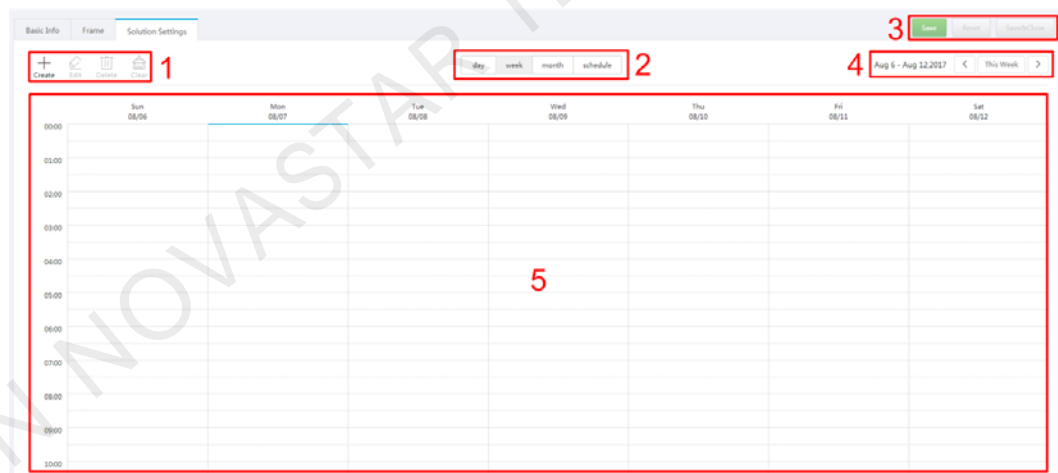 Basic Info Frame Solution Settings 3 Save Reset Save&Close
Create Edit Delete Clear 1 day week month schedule 2 4 Aug 6 - Aug 12,2017 < This Week >
Sun Mon Tue Wed Thu Fri Sat
08/06 08/07 08/08 08/09 08/10 08/11 08/12
00:00
01:00
02:00
03:00
04:00
5
05:00
06:00
07:00
08:00
09:00
10:00
NOVASTAR